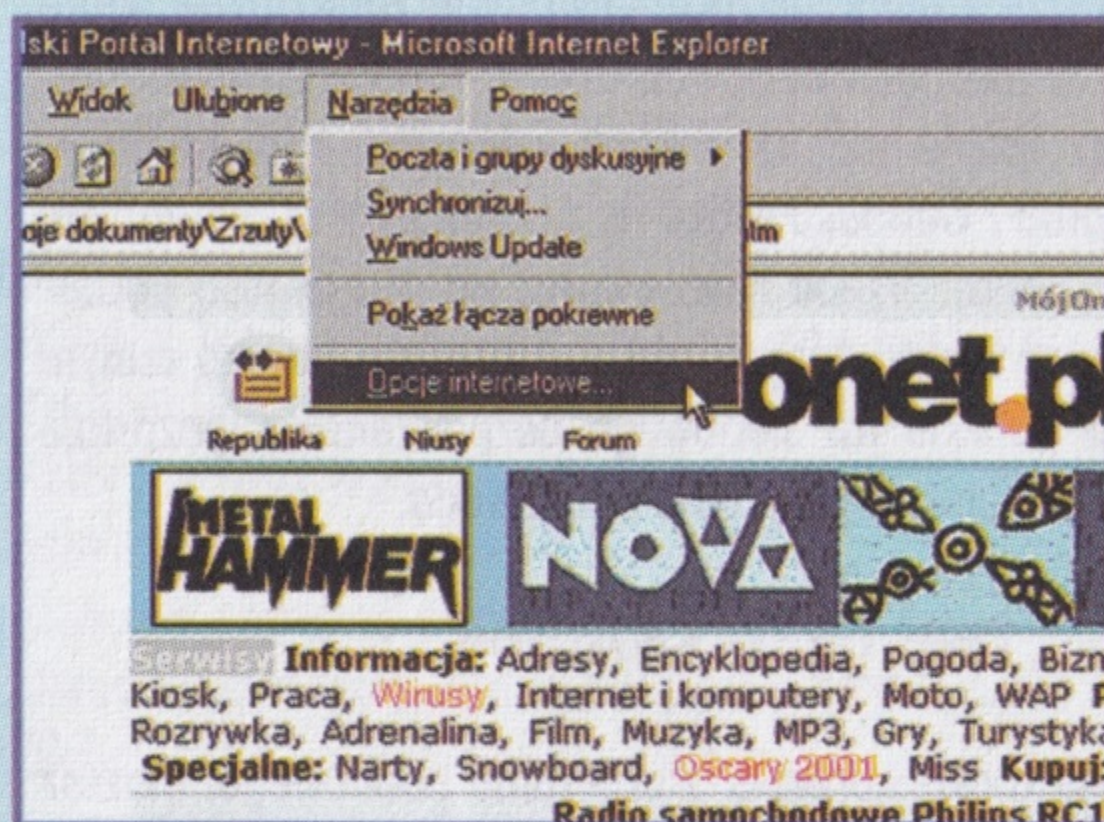 lski Portal Internetowy - Microsoft Internet Explorer
Widok Ulubione Narzędzia Pomoc
Poczta i grupy dyskusyjne
Synchronizuj...
oje dokumenty\Zrzuty\ tm
Windows Update
MójOn
Pokaż łącza pokrewne
Opcje internetowe...
onet.pl
Republika Niusy Forum
METAL
HAMMER
NOVA
Serwisy Informacja: Adresy, Encyklopedia, Pogoda, Bizn
Kiosk, Praca, Wirusy, Internet i komputery, Moto, WAP P
Rozrywka, Adrenalina, Film, Muzyka, MP3, Gry, Turystyka
Specjalne: Narty, Snowboard, Oscary 2001, Miss Kupuj:
Radio samochodowe Philips RC1